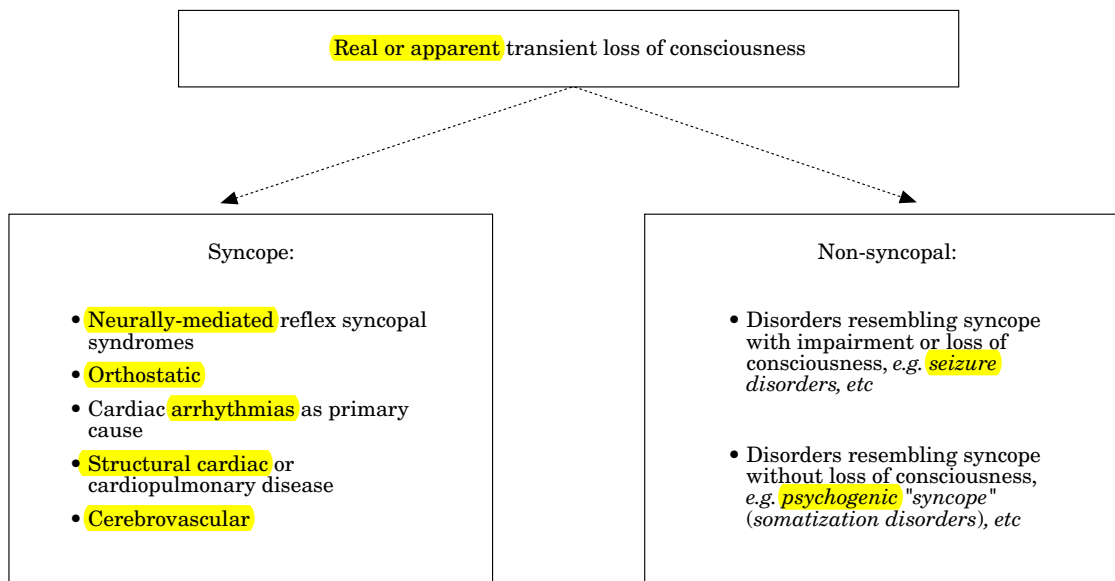 Real or apparent transient loss of consciousness
Syncope:
• Neurally-mediated reflex syncopal
syndromes
• Orthostatic
• Cardiac arrhythmias as primary
cause
• Structural cardiac or
cardiopulmonary disease
• Cerebrovascular
Non-syncopal:
• Disorders resembling syncope
with impairment or loss of
consciousness, e.g. seizure
disorders, etc
• Disorders resembling syncope
without loss of consciousness,
e.g. psychogenic "syncope"
(somatization disorders), etc